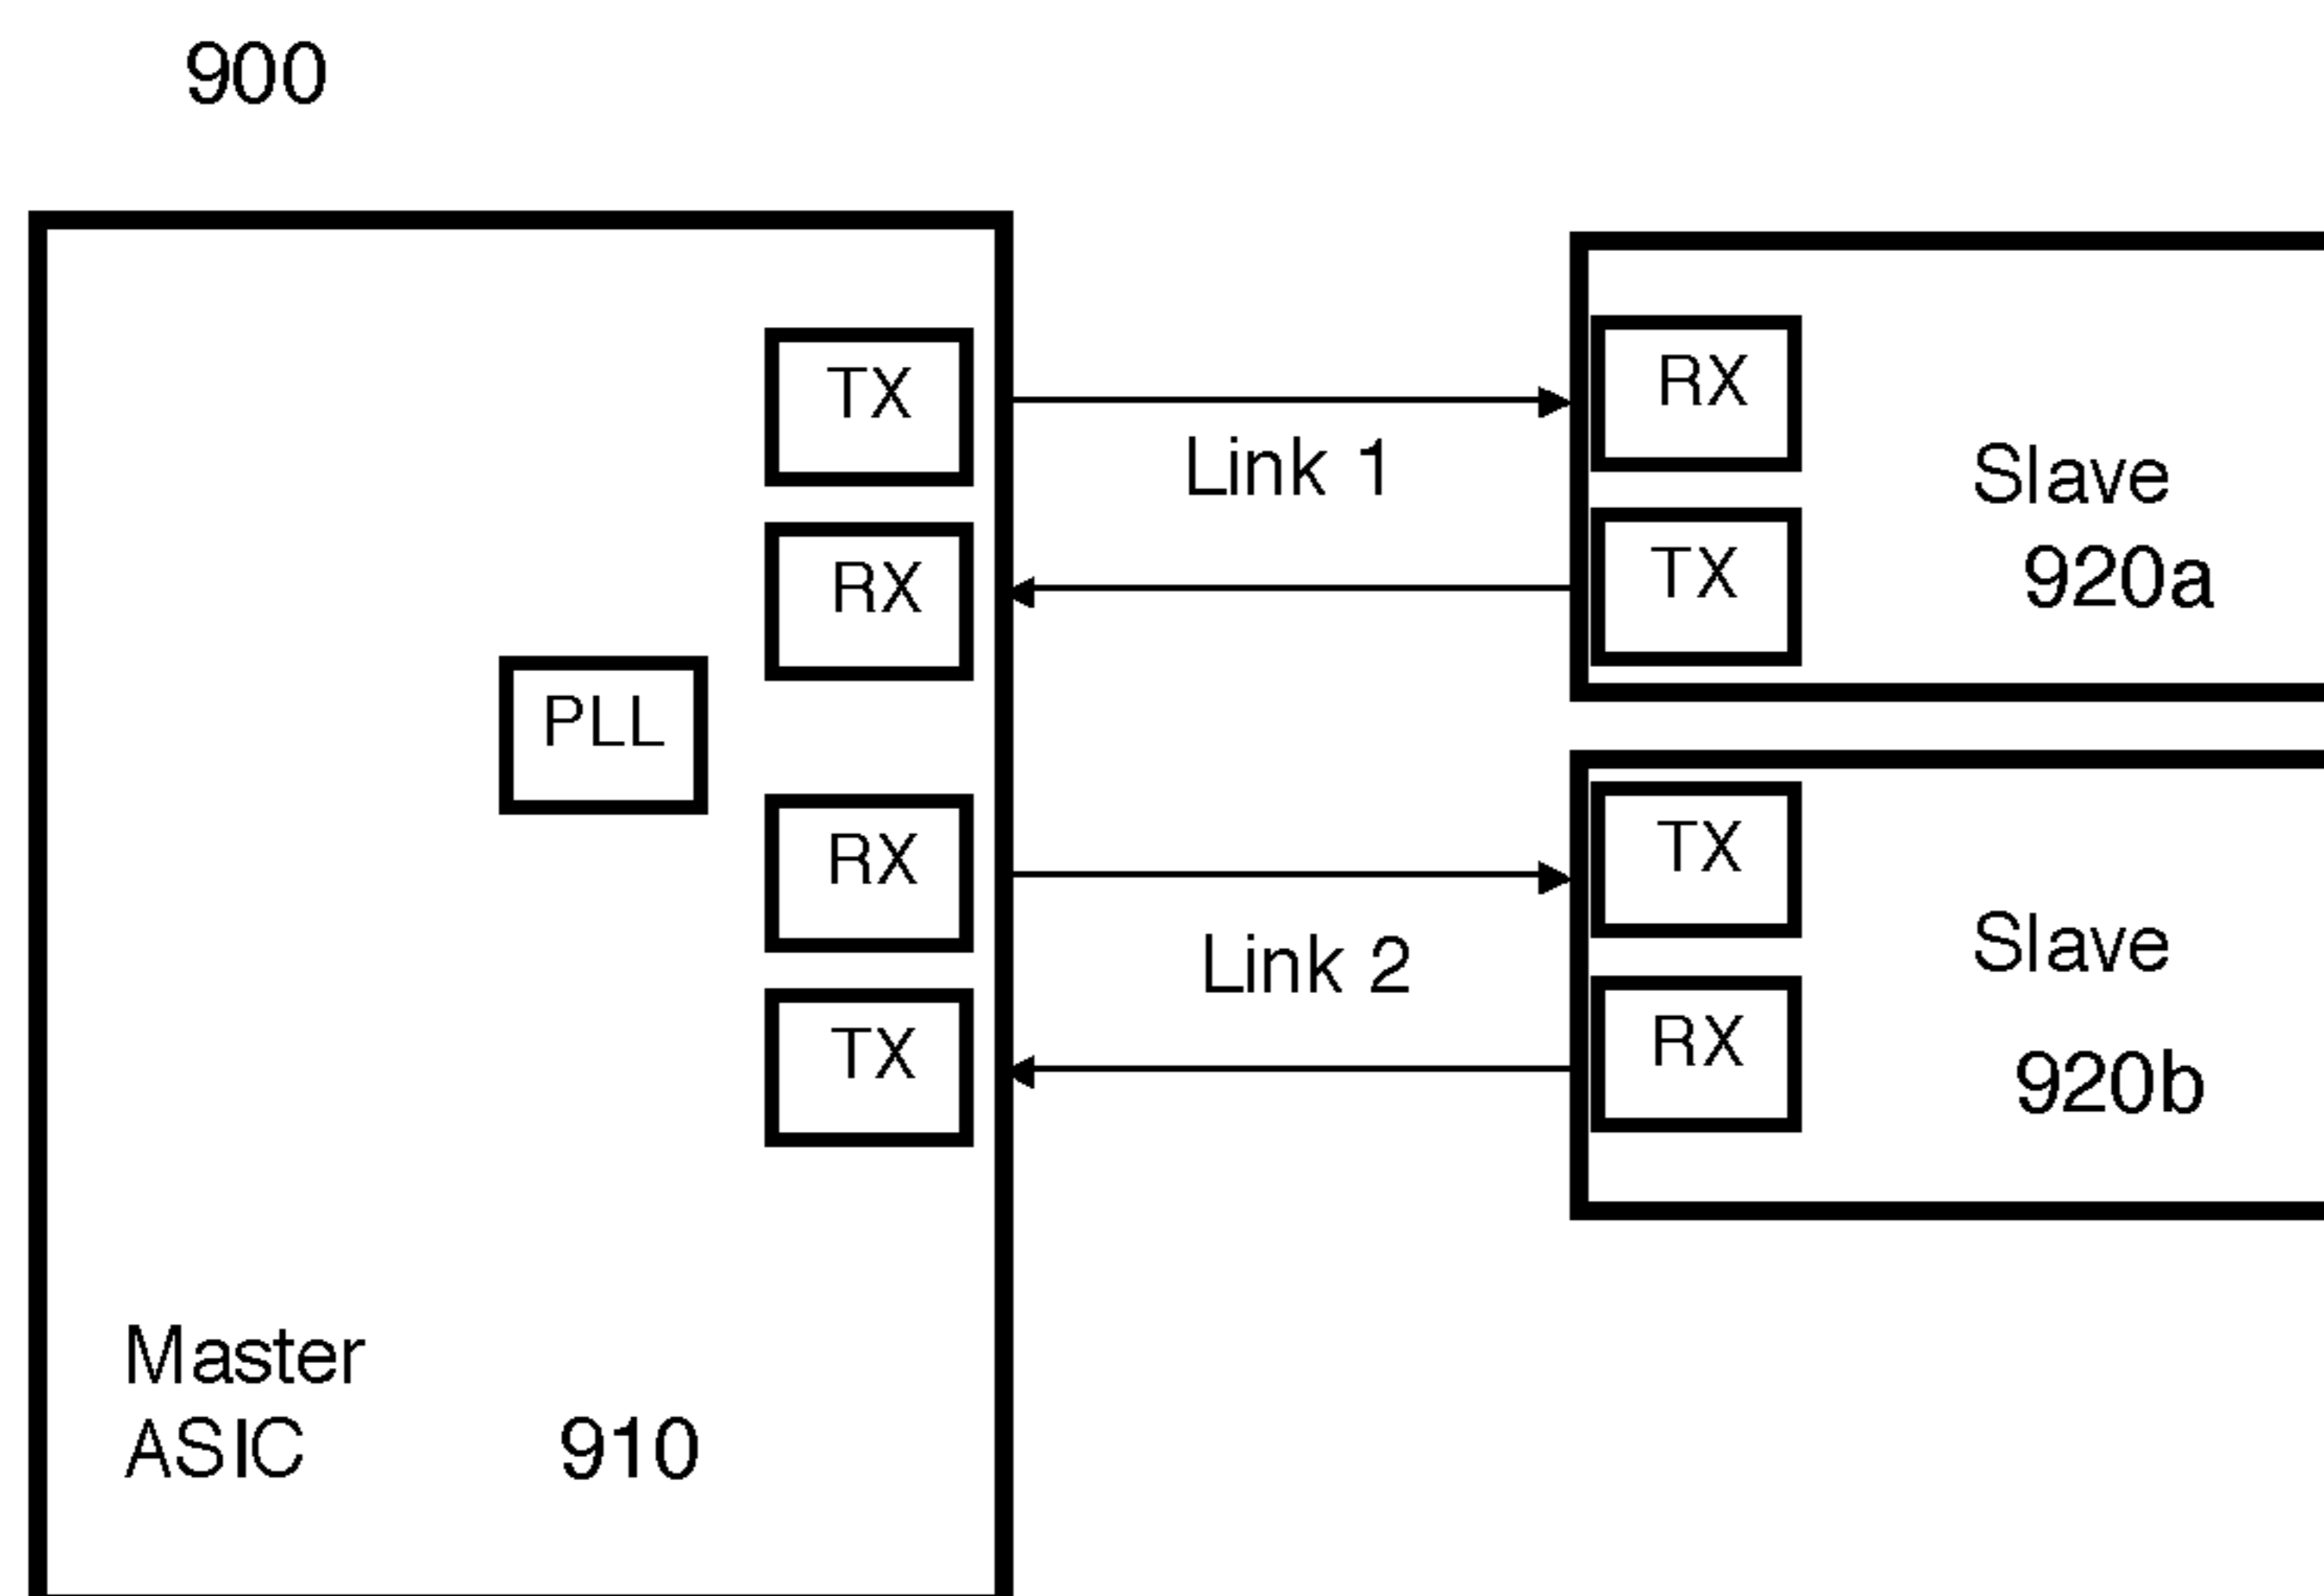 900
TX
RX
PLL
RX
TX
Master
ASIC 910
Link 1
Link 2
RX
TX
Slave
920a
TX
RX
Slave
920b